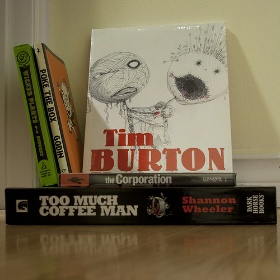 Tim
BURTON
the Corporation
TOO MUCH
COFFEE MAN
Shannon
Wheeler
DARK
HORSE
BOOKS
POKE THE BOX
GODIN